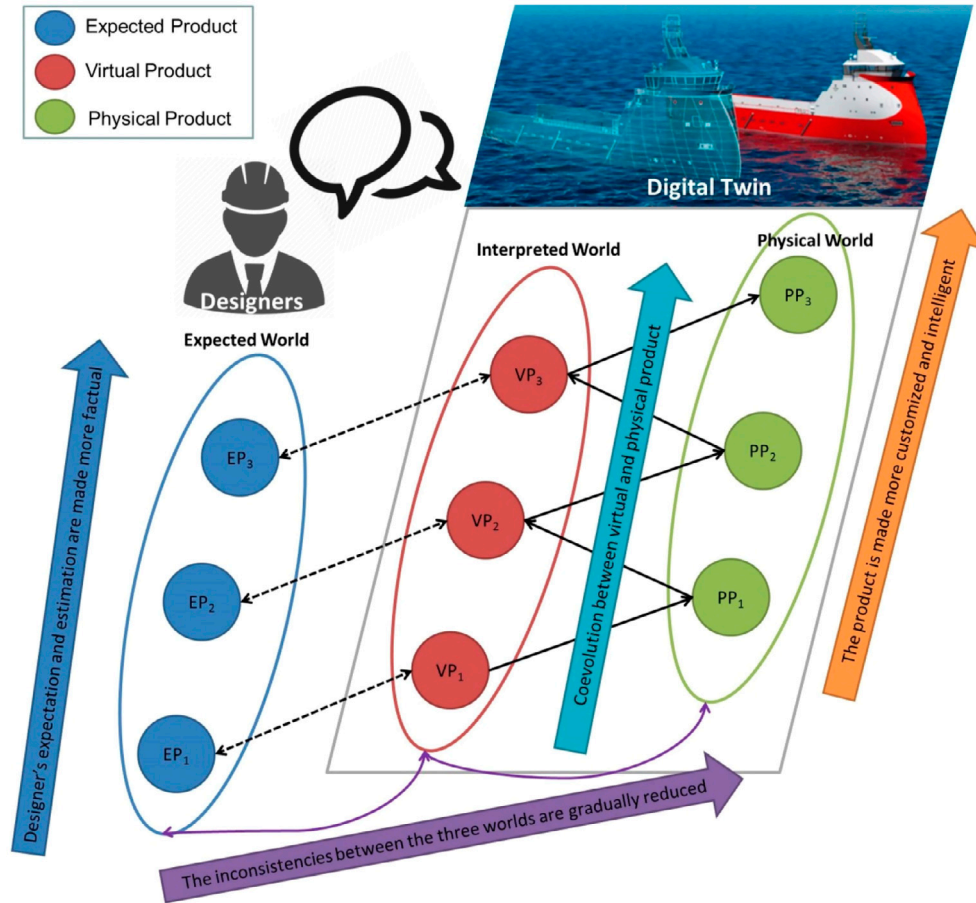 Expected Product
Virtual Product
Physical Product
Digital Twin
Designers
Interpreted World
Physical World
Expected World
PP₃
VP₃
EP₃
PP₂
VP₂
EP₂
PP₁
VP₁
EP₁
Designer's expectation and estimation are made more factual
Coevolution between virtual and physical product
The product is made more customized and intelligent
The inconsistencies between the three worlds are gradually reduced